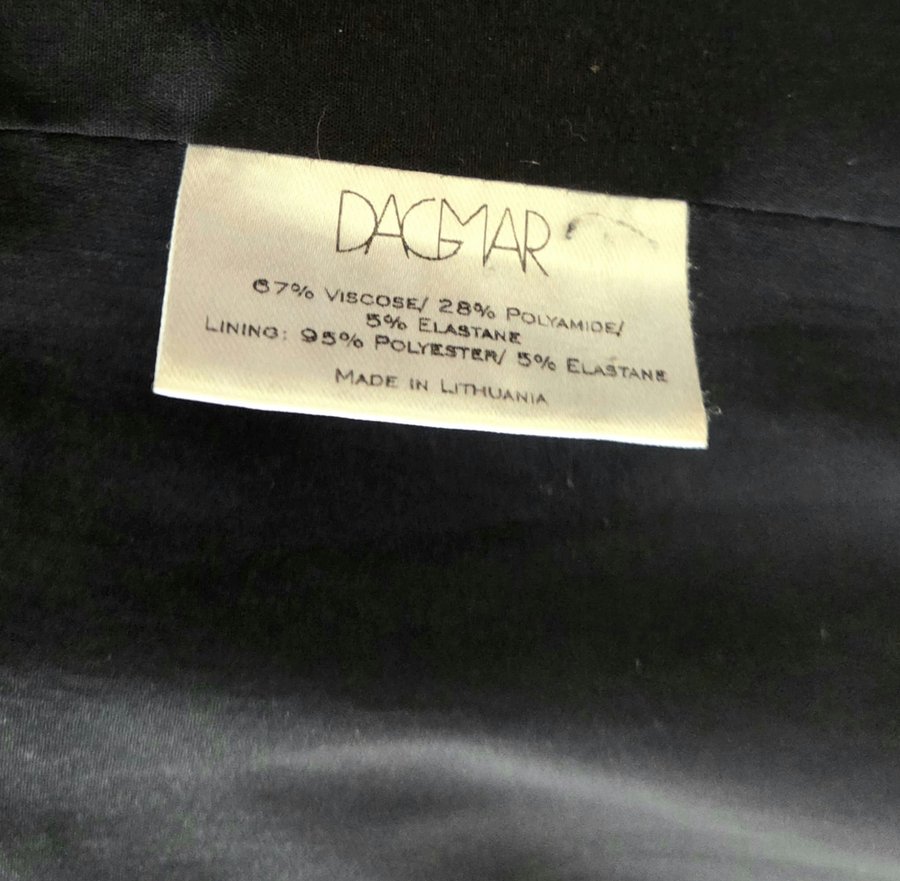 DAGMAR
67% VISCOSE/ 28% POLYAMIDE/
5% ELASTANE
LINING: 95% POLYESTER/ 5% ELASTANE
MADE IN LITHUANIA